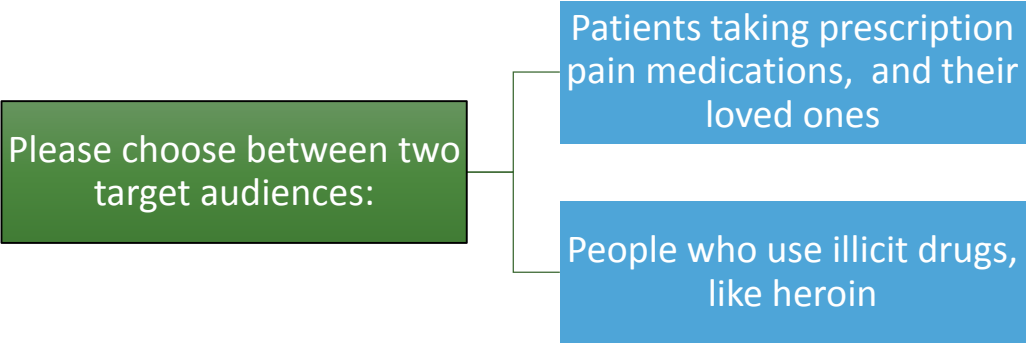 Please choose between two
target audiences:
Patients taking prescription
pain medications, and their
loved ones
People who use illicit drugs,
like heroin